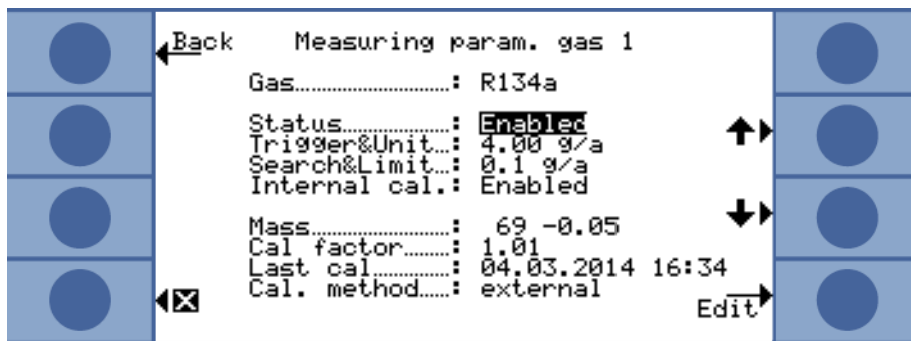 Back Measuring param. gas 1
Gas...........................: R134a
Status...................: Enabled
Trigger&Unit...: 4.00 g/a
Search&Limit...: 0.1 g/a
Internal cal.: Enabled
Mass........................: 69 -0.05
Cal factor........: 1.01
Last cal..............: 04.03.2014 16:34
Cal. method.....: external
Edit